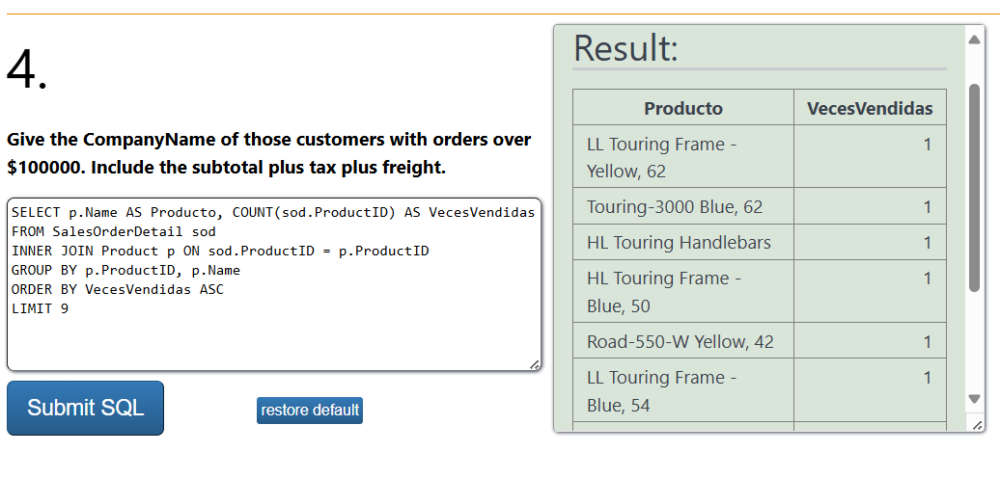 4.
Give the CompanyName of those customers with orders over
$100000. Include the subtotal plus tax plus freight.
SELECT p.Name AS Producto, COUNT(sod.ProductID) AS VecesVendidas
FROM SalesOrderDetail sod
INNER JOIN Product p ON sod.ProductID = p.ProductID
GROUP BY p.ProductID, p.Name
ORDER BY VecesVendidas ASC
LIMIT 9
Submit SQL
restore default
Result:
Producto VecesVendidas
LL Touring Frame - 1
Yellow, 62
Touring-3000 Blue, 62 1
HL Touring Handlebars 1
HL Touring Frame - 1
Blue, 50
Road-550-W Yellow, 42 1
LL Touring Frame - 1
Blue, 54